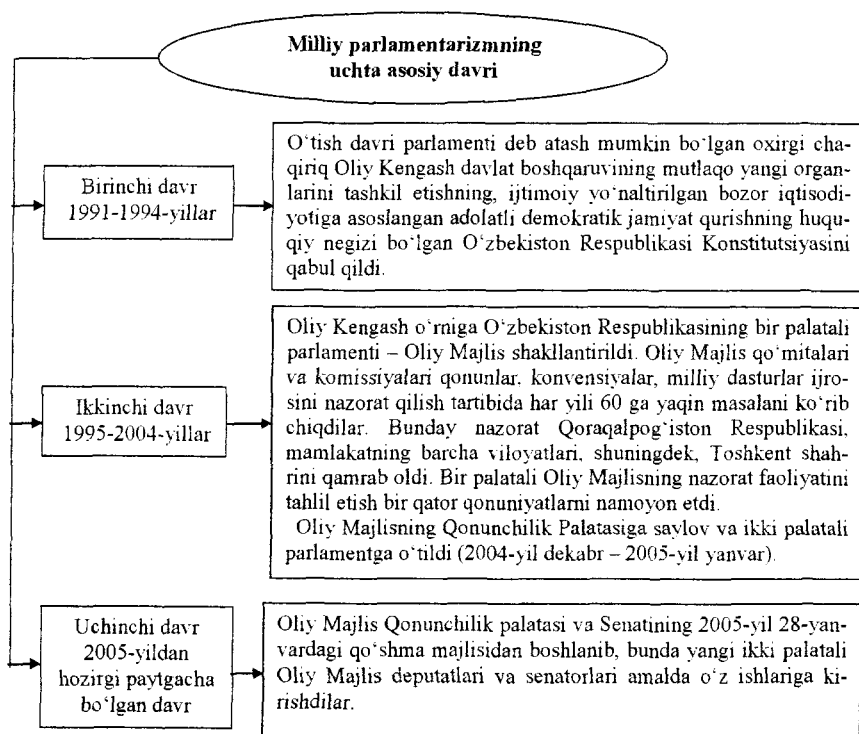 Milliy parlamentarizmning
uchta asosiy davri
Birinchi davr
1991-1994-yillar
O‘tish davri parlamenti deb atash mumkin bo‘lgan oxirgi cha-
qiriq Oliy Kengash davlat boshqaruvining mutlaqo yangi organ-
larini tashkil etishning, ijtimoiy yo‘naltirilgan bozor iqtisodi-
yotiga asoslangan adolatli demokratik jamiyat qurishning huqu-
qiy negizi bo‘lgan O‘zbekiston Respublikasi Konstitutsiyasini
qabul qildi.
Ikkinchi davr
1995-2004-yillar
Oliy Kengash o‘rniga O‘zbekiston Respublikasining bir palatali
parlamenti – Oliy Majlis shakllantirildi. Oliy Majlis qo‘mitalari
va komissiyalari qonunlar, konvensiyalar, milliy dasturlar ijro-
sini nazorat qilish tartibida har yili 60 ga yaqin masalani ko‘rib
chiqdilar. Bunday nazorat Qoraqalpog‘iston Respublikasi,
mamlakatning barcha viloyatlari, shuningdek, Toshkent shah-
rini qamrab oldi. Bir palatali Oliy Majlisning nazorat faoliyatini
tahlil etish bir qator qonuniyatlarni namoyon etdi.
Oliy Majlisning Qonunchilik Palatasiga saylov va ikki palatali
parlamentga o‘tildi (2004-yil dekabr – 2005-yil yanvar).
Uchinchi davr
2005-yildan
hozirgi paytgacha
bo‘lgan davr
Oliy Majlis Qonunchilik palatasi va Senatining 2005-yil 28-yan-
vardagi qo‘shma majlisidan boshlanib, bunda yangi ikki palatali
Oliy Majlis deputatlari va senatorlari amalda o‘z ishlariga ki-
rishdilar.